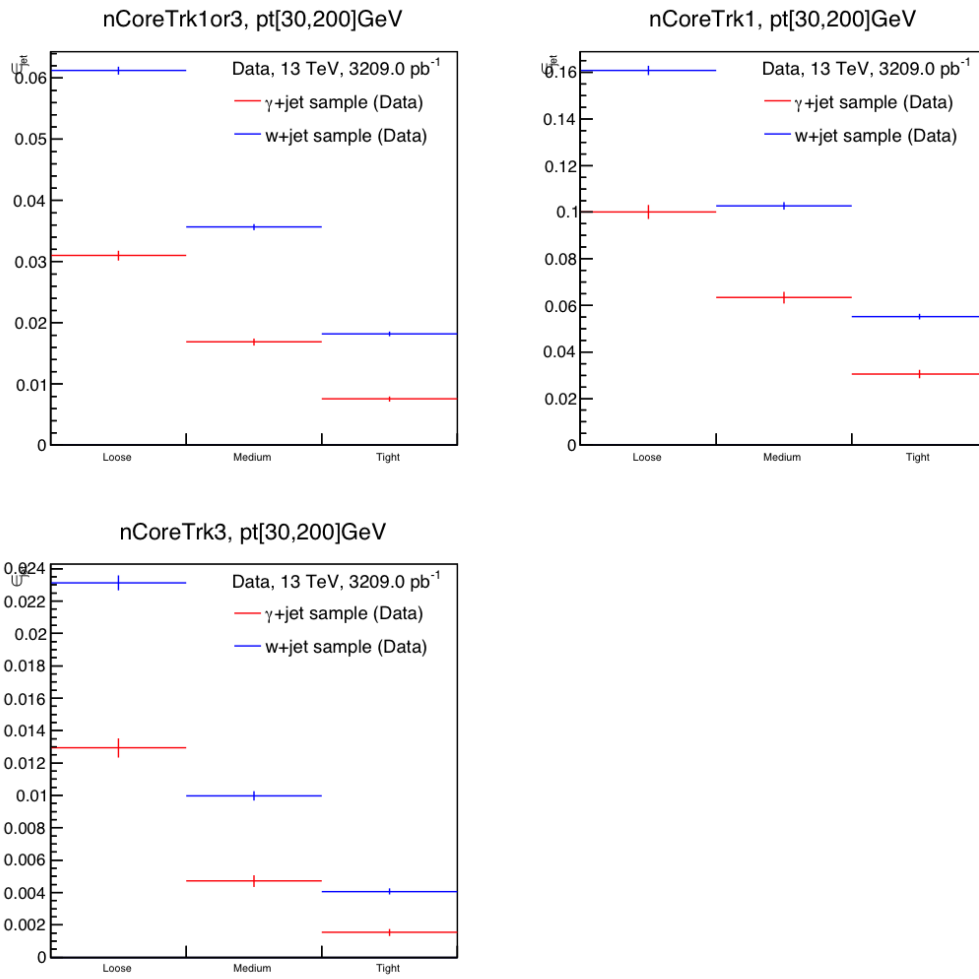 nCoreTrk1or3, pt[30,200]GeV
Data, 13 TeV, 3209.0 pb⁻¹
γ+jet sample (Data)
w+jet sample (Data)
0.06
0.05
0.04
0.03
0.02
0.01
0
Loose Medium Tight
nCoreTrk1, pt[30,200]GeV
Data, 13 TeV, 3209.0 pb⁻¹
γ+jet sample (Data)
w+jet sample (Data)
0.16
0.14
0.12
0.1
0.08
0.06
0.04
0.02
0
Loose Medium Tight
nCoreTrk3, pt[30,200]GeV
Data, 13 TeV, 3209.0 pb⁻¹
γ+jet sample (Data)
w+jet sample (Data)
0.024
0.022
0.02
0.018
0.016
0.014
0.012
0.01
0.008
0.006
0.004
0.002
0
Loose Medium Tight